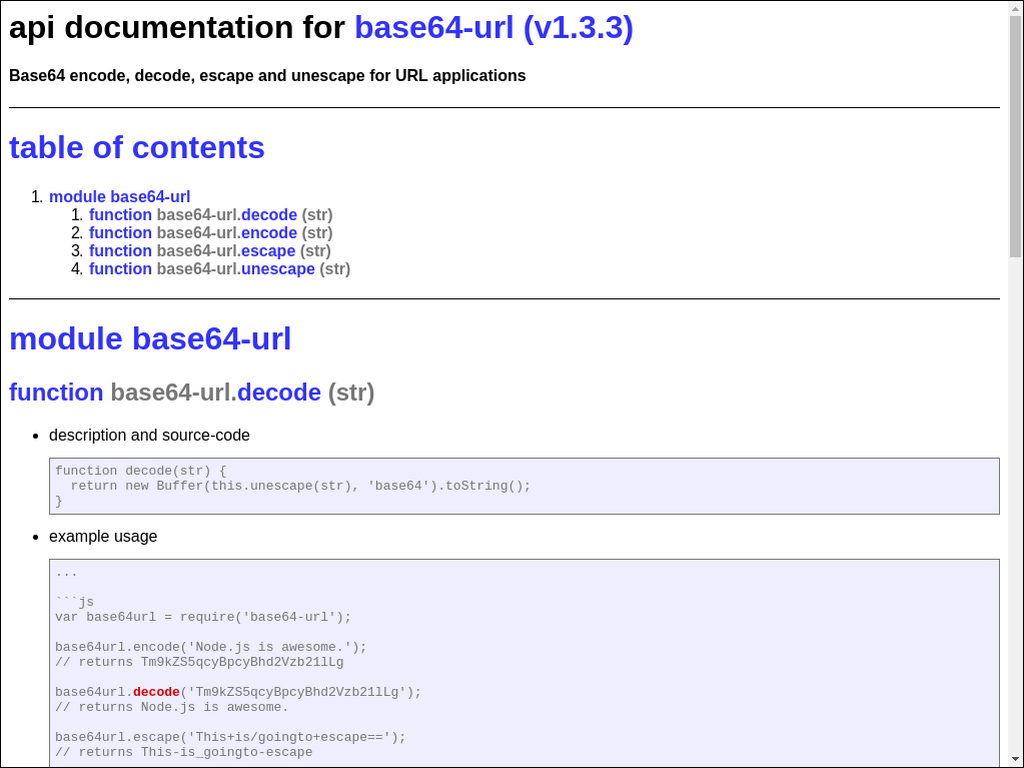 api documentation for base64-url (v1.3.3)
Base64 encode, decode, escape and unescape for URL applications
table of contents
1. module base64-url
1. function base64-url.decode (str)
2. function base64-url.encode (str)
3. function base64-url.escape (str)
4. function base64-url.unescape (str)
module base64-url
function base64-url.decode (str)
• description and source-code
function decode(str) {
  return new Buffer(this.unescape(str), 'base64').toString();
}
• example usage
...
```js
var base64url = require('base64-url');
base64url.encode('Node.js is awesome.');
// returns Tm9kZS5qcyBpcyBhd2Vzb21lLg
base64url.decode('Tm9kZS5qcyBpcyBhd2Vzb21lLg');
// returns Node.js is awesome.
base64url.escape('This+is/goingto+escape==');
// returns This-is_goingto-escape